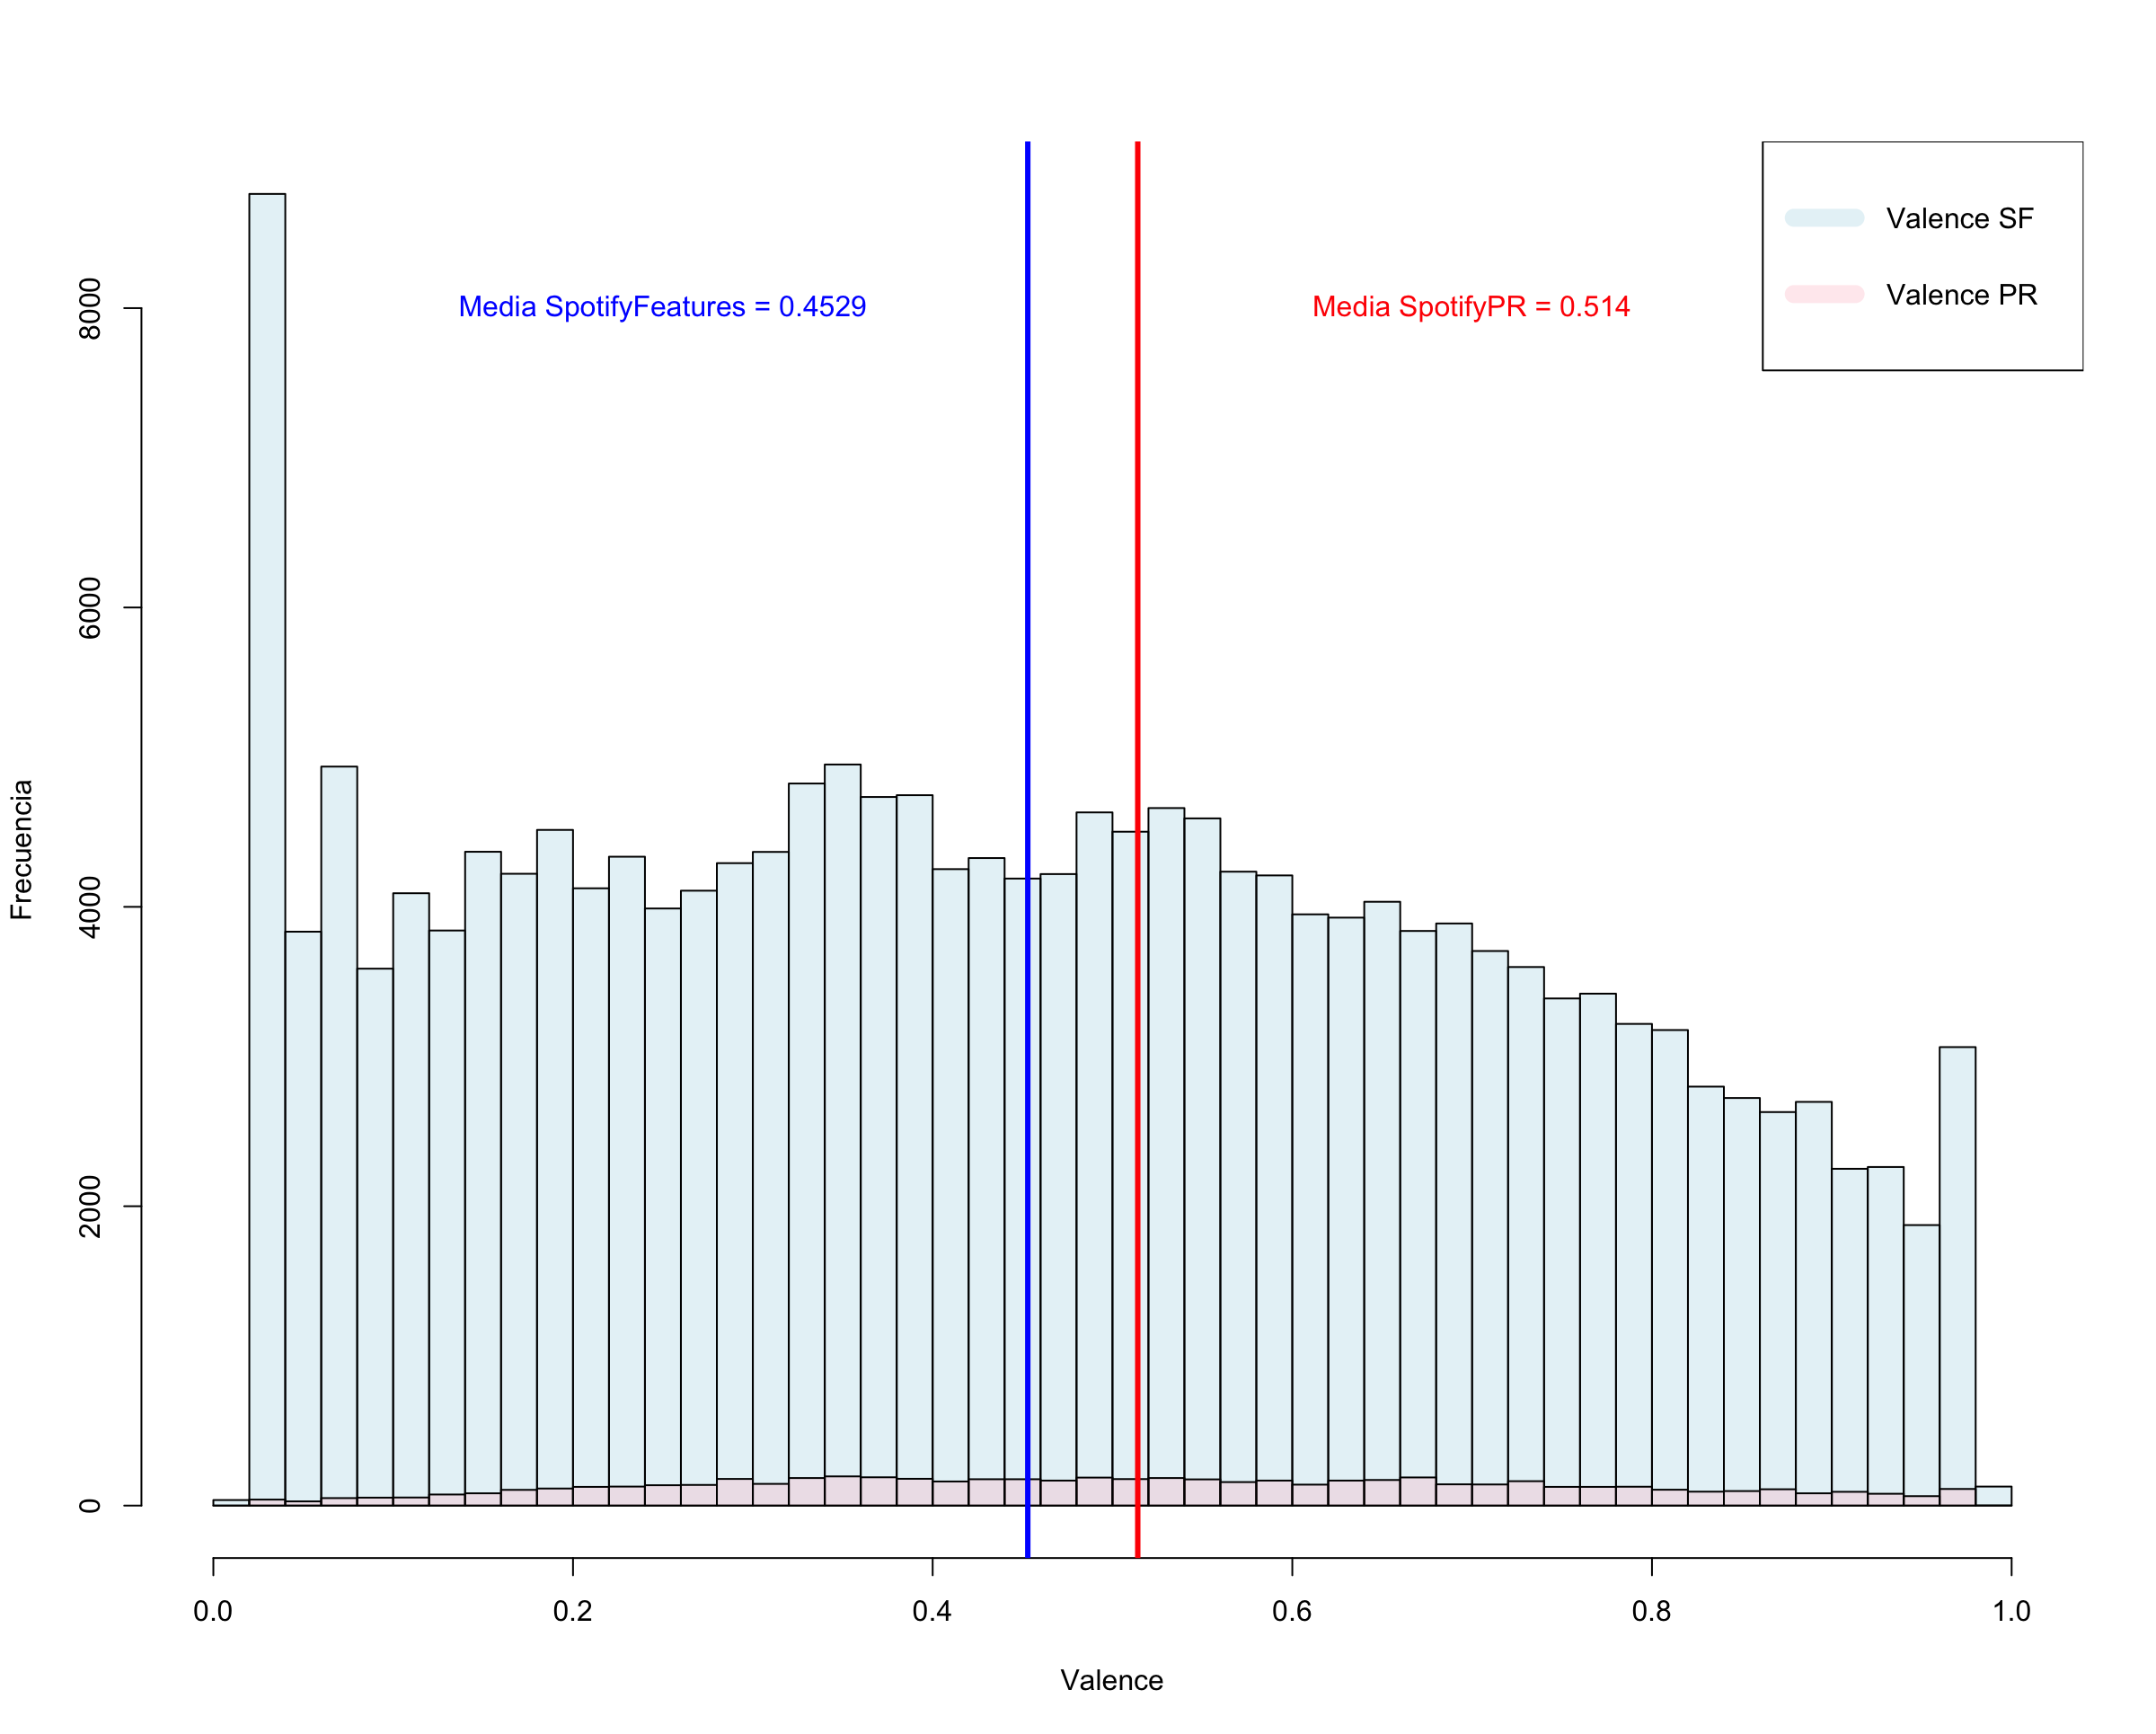 Valence SF
Valence PR
Media SpotifyFeatures = 0.4529
Media SpotifyPR = 0.514
8000
6000
4000
2000
0
Frecuencia
0.0
0.2
0.4
0.6
0.8
1.0
Valence